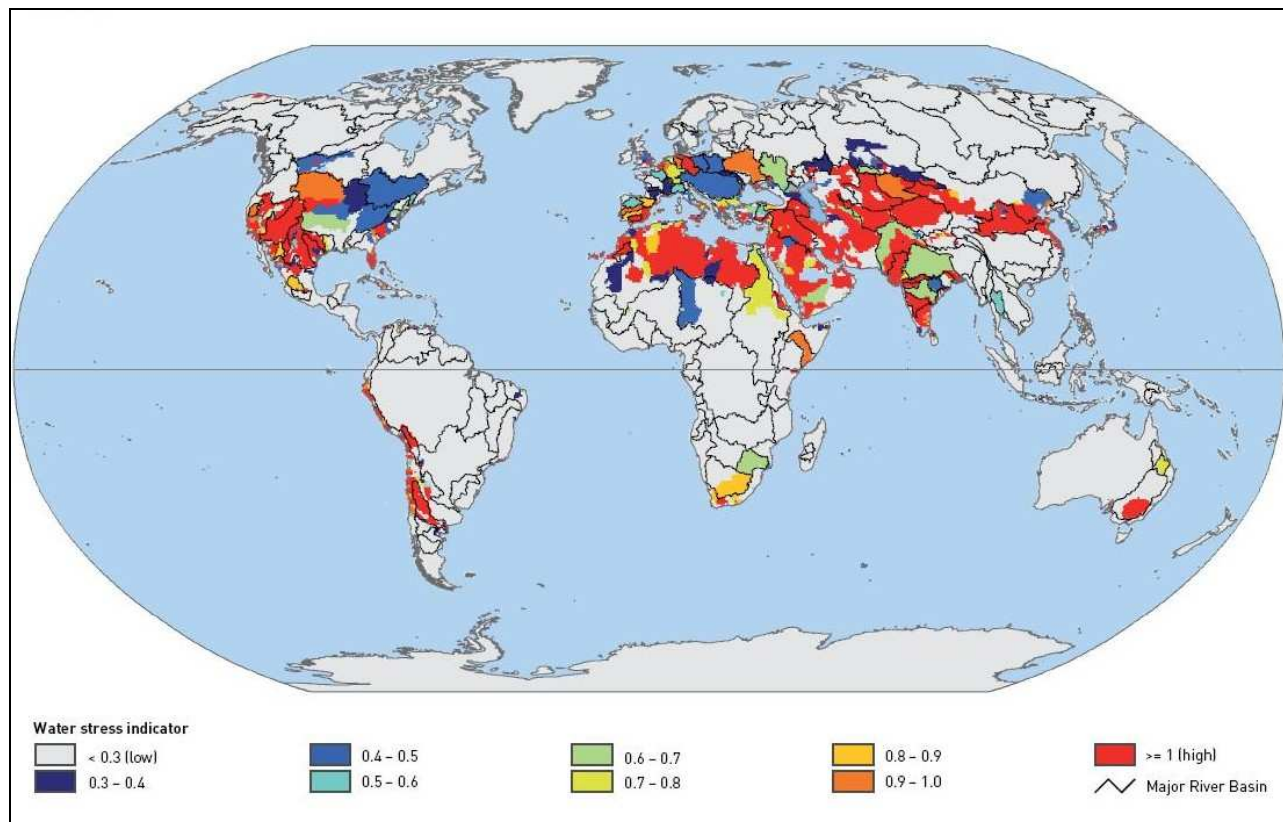 Water stress indicator
< 0.3 (low)
0.3 – 0.4
0.4 – 0.5
0.5 – 0.6
0.6 – 0.7
0.7 – 0.8
0.8 – 0.9
0.9 – 1.0
>= 1 (high)
Major River Basin